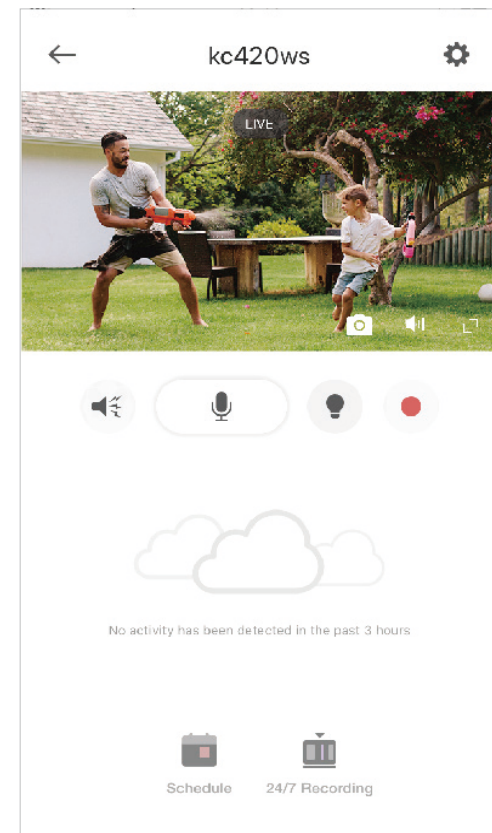 kc420ws
LIVE
No activity has been detected in the past 3 hours
Schedule
24/7 Recording